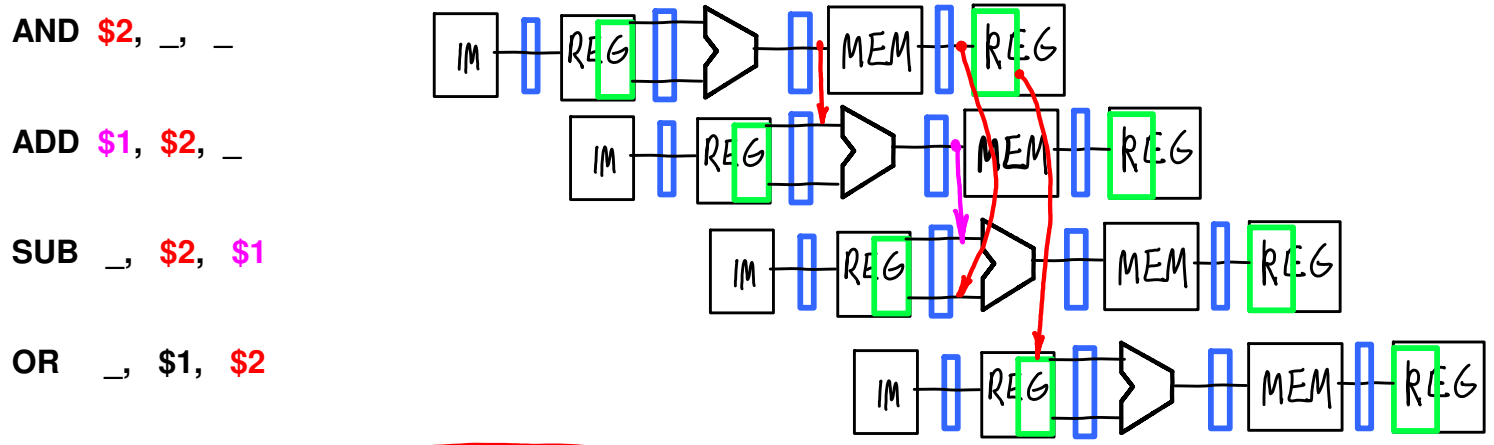 AND $2, _, _
IM REG MEM REG
ADD $1, $2, _
IM REG MEM REG
SUB _, $2, $1
IM REG MEM REG
OR _, $1, $2
IM REG MEM REG